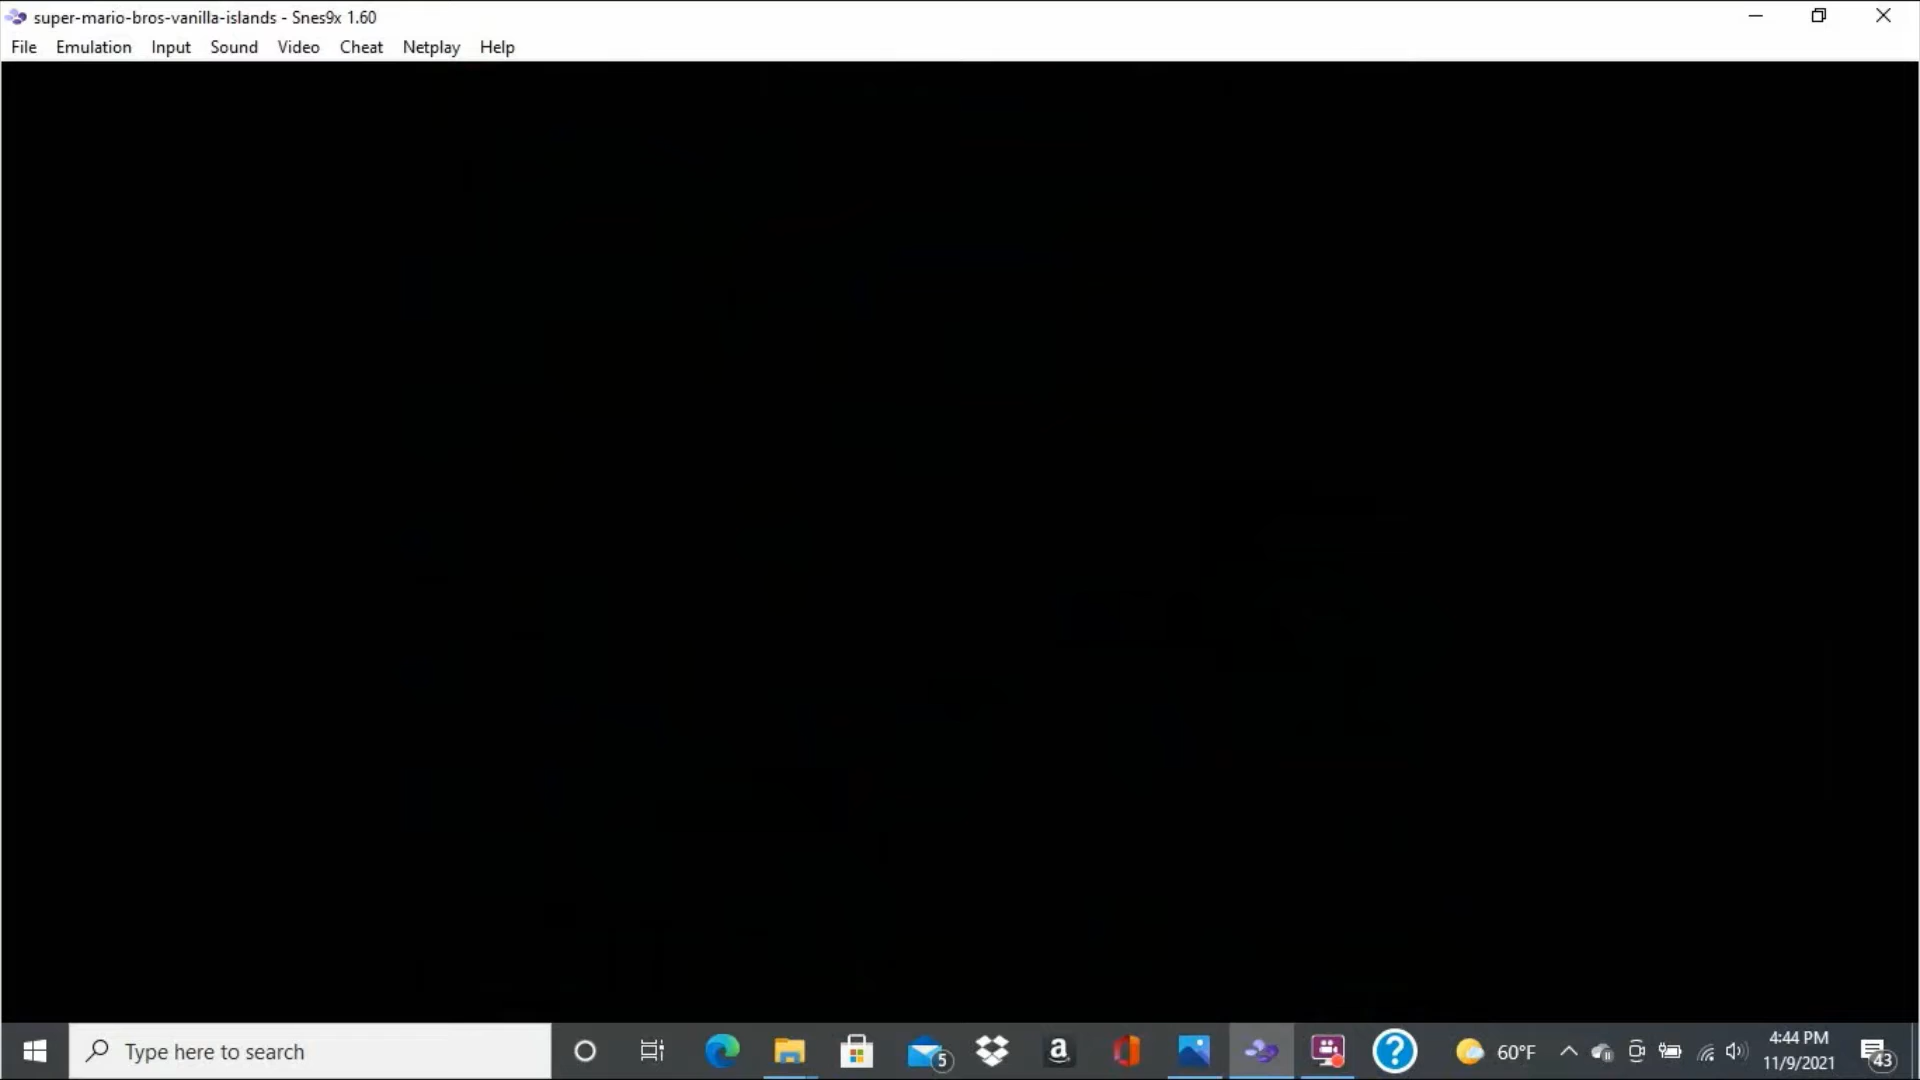 super-mario-bros-vanilla-islands - Snes9x 1.60
File Emulation Input Sound Video Cheat Netplay Help
Type here to search
5
a
?
60°F
4:44 PM
11/9/2021
43